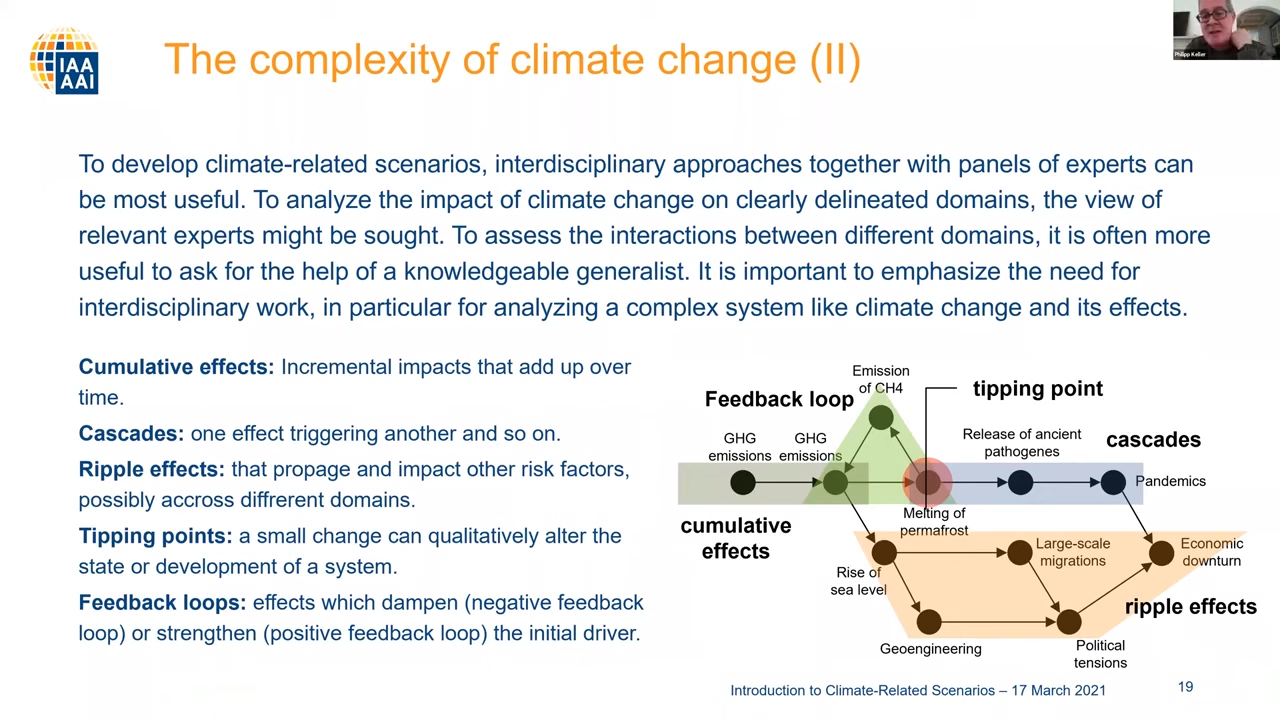 IAA
AAI
The complexity of climate change (II)
Philipp Keller
To develop climate-related scenarios, interdisciplinary approaches together with panels of experts can
be most useful. To analyze the impact of climate change on clearly delineated domains, the view of
relevant experts might be sought. To assess the interactions between different domains, it is often more
useful to ask for the help of a knowledgeable generalist. It is important to emphasize the need for
interdisciplinary work, in particular for analyzing a complex system like climate change and its effects.
Cumulative effects: Incremental impacts that add up over
time.
Cascades: one effect triggering another and so on.
Ripple effects: that propage and impact other risk factors,
possibly accross diffrerent domains.
Tipping points: a small change can qualitatively alter the
state or development of a system.
Feedback loops: effects which dampen (negative feedback
loop) or strengthen (positive feedback loop) the initial driver.
Emission
of CH4
Feedback loop
tipping point
GHG
emissions
GHG
emissions
Release of ancient
pathogenes
cascades
Pandemics
cumulative
effects
Melting of
permafrost
Rise of
sea level
Large-scale
migrations
Economic
downturn
ripple effects
Geoengineering
Political
tensions
Introduction to Climate-Related Scenarios – 17 March 2021
19